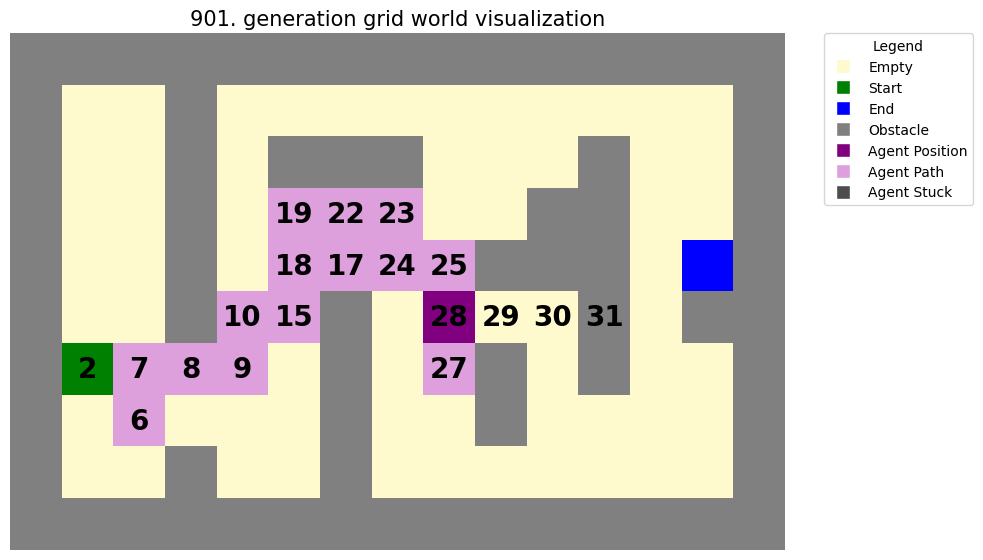 901. generation grid world visualization
Legend
Empty
Start
End
Obstacle
Agent Position
Agent Path
Agent Stuck
19 22 23
18 17 24 25
10 15 28 29 30 31
2 7 8 9 27
6